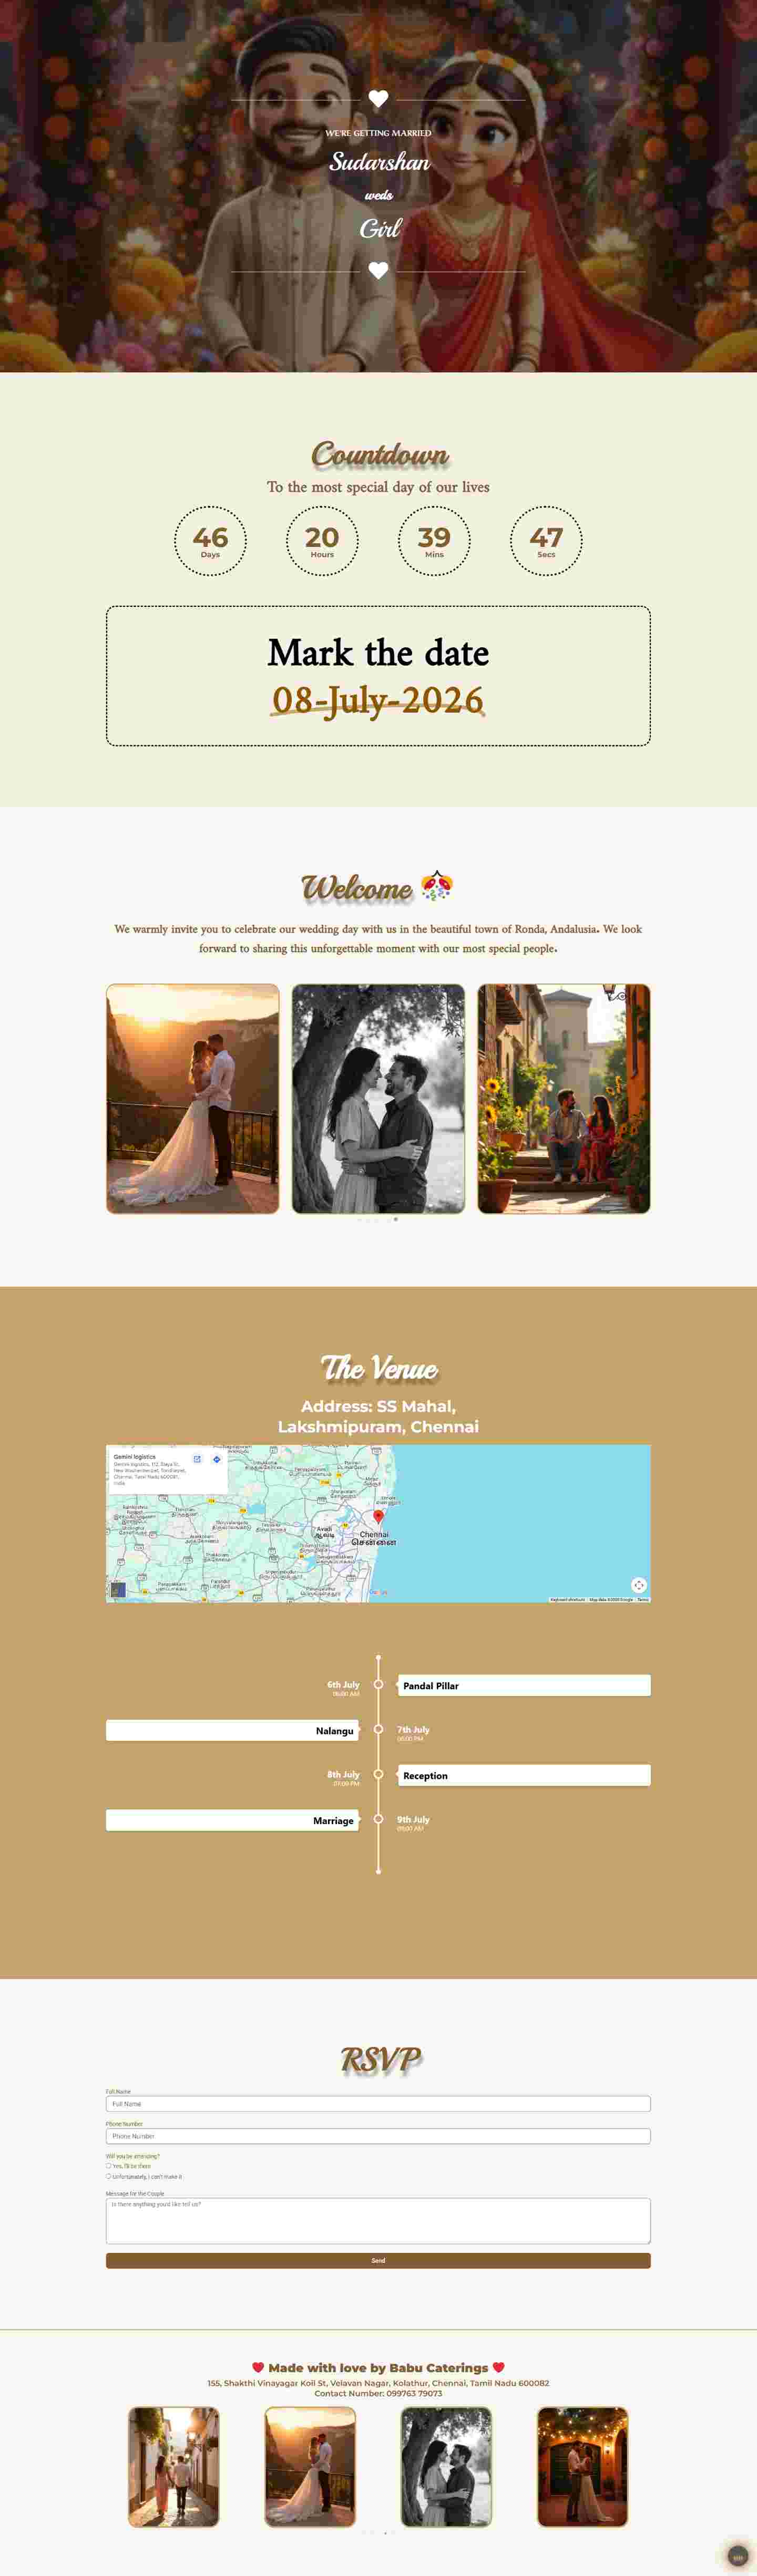 WE'RE GETTING MARRIED
Sudarshan
weds
Girl
Countdown
To the most special day of our lives
46
Days
20
Hours
39
Mins
47
Secs
Mark the date
08-July-2026
Welcome
We warmly invite you to celebrate our wedding day with us in the beautiful town of Ronda, Andalusia. We look
forward to sharing this unforgettable moment with our most special people.
The Venue
Address: SS Mahal,
Lakshmipuram, Chennai
Gemini logistics
Avadi
Chennai
சென்னை
6th July
Pandal Pillar
Nalangu
7th July
8th July
Reception
Marriage
9th July
RSVP
Full Name
Full Name
Phone Number
Phone Number
Will you be attending?
Yes, I'll be there
Unfortunately, I can't make it
Message for the Couple
Is there anything you'd like tell us?
Send
Made with love by Babu Caterings
155, Shakthi Vinayagar Koil St, Velavan Nagar, Kolathur, Chennai, Tamil Nadu 600082
Contact Number: 099763 79073